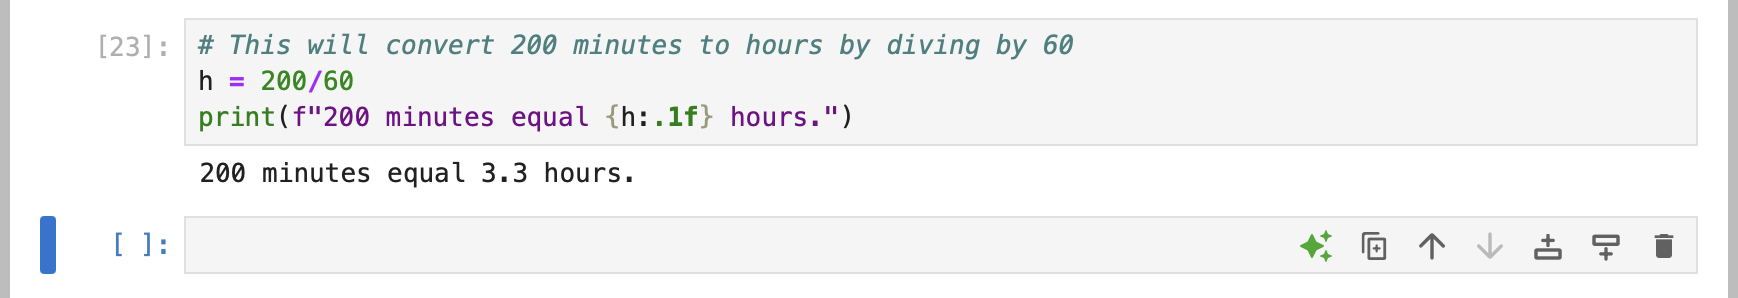 [23]:
# This will convert 200 minutes to hours by diving by 60
h = 200/60
print(f"200 minutes equal {h:.1f} hours.")
200 minutes equal 3.3 hours.
[ ]: